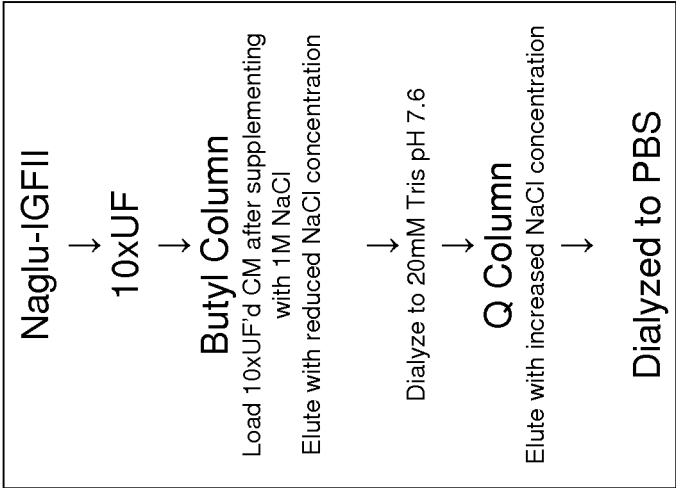 Naglu-IGFII
↓
10xUF
↓
Butyl Column
Load 10xUF'd CM after supplementing
with 1M NaCl
Elute with reduced NaCl concentration
↓
Dialyze to 20mM Tris pH 7.6
↓
Q Column
Elute with increased NaCl concentration
↓
Dialyzed to PBS